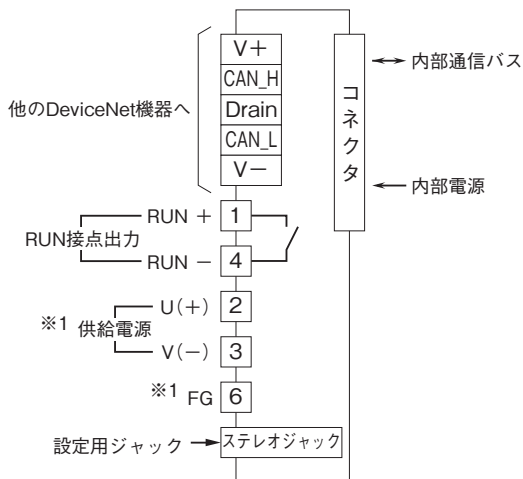 V+
CAN_H
他のDeviceNet機器へ
Drain
CAN_L
V−
コネクタ
内部通信バス
内部電源
RUN + 1
RUN接点出力
RUN − 4
U(+) 2
※1 供給電源
V(−) 3
※1 FG 6
設定用ジャック ステレオジャック